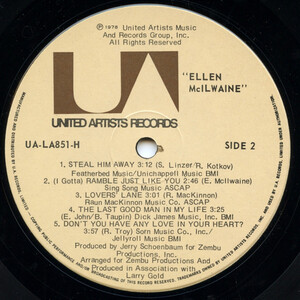 ℗ 1978 United Artists Music
And Records Group, Inc.
All Rights Reserved
UA
"ELLEN
McILWAINE"
UNITED ARTISTS RECORDS
UA-LA851-H
SIDE 2
1. STEAL HIM AWAY 3:12 (S. Linzer/R. Kotkov)
Featherbed Music/Unichappell Music BMI
2. (I Gotta) RAMBLE JUST LIKE YOU 2:46 (E. McIlwaine)
Sing Song Music ASCAP
3. LOVERS' LANE 3:01 (R. MacKinnon)
Raun MacKinnon Music Co. ASCAP
4. THE LAST GOOD MAN IN MY LIFE 3:25
(E. John/B. Taupin) Dick James Music, Inc. BMI
5. DON'T YOU HAVE ANY LOVE IN YOUR HEART?
3:57 (R. Troy) Sorn Music Co., Inc./
Jellyroll Music BMI
Produced by Jerry Schoenbaum for Zembu
Productions, Inc.
Arranged for Zembu Productions And
Produced in Association with
Larry Gold